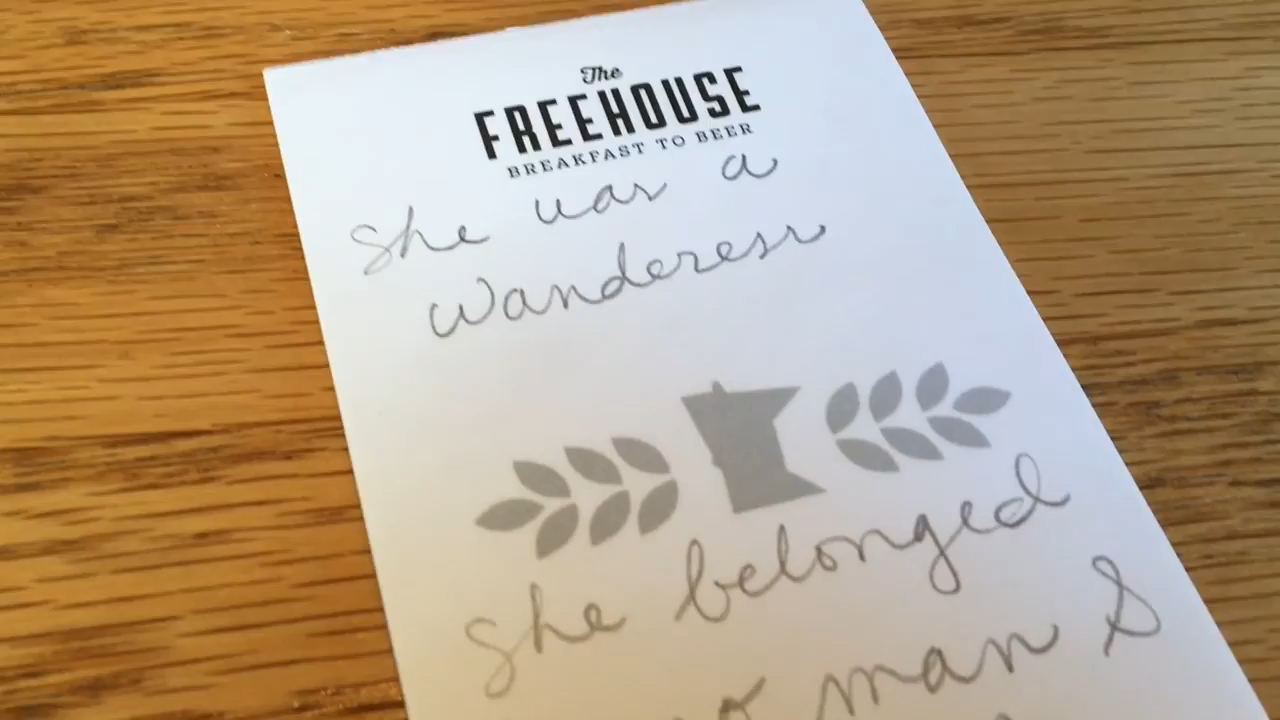 The
FREEHOUSE
BREAKFAST TO BEER
She was a
Wanderess
She belonged
man &